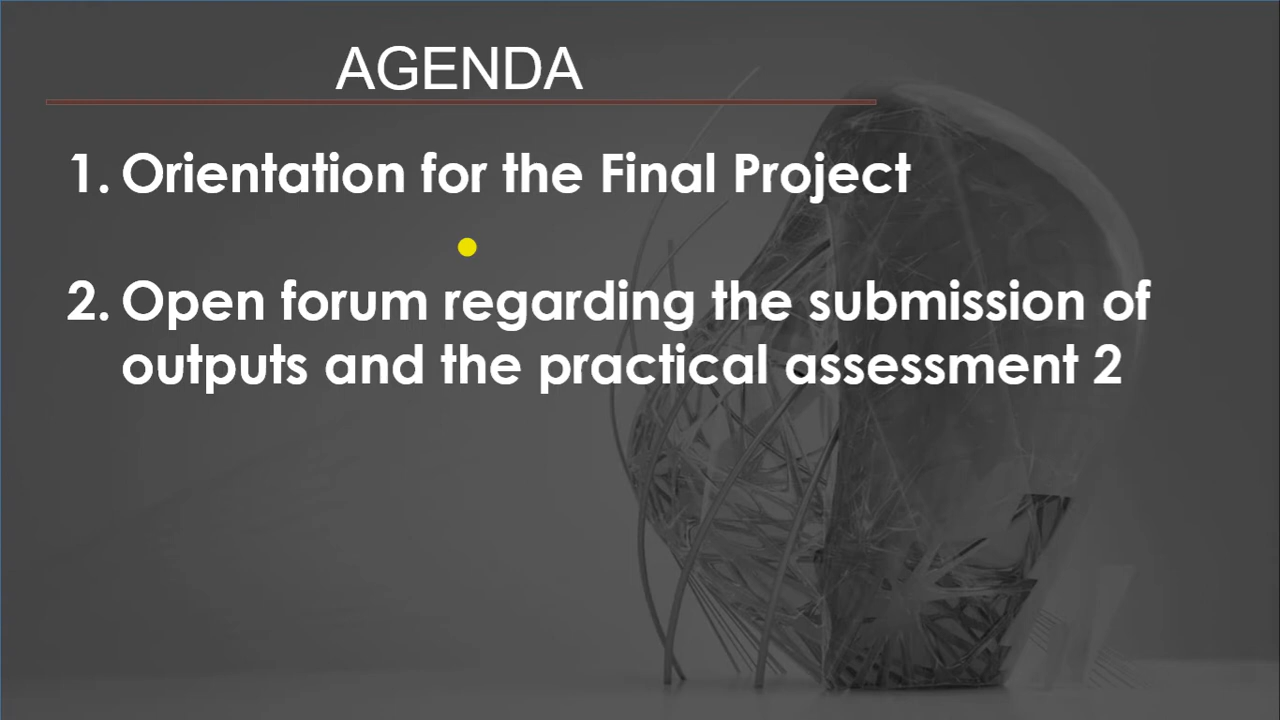 AGENDA
1. Orientation for the Final Project
2. Open forum regarding the submission of
outputs and the practical assessment 2